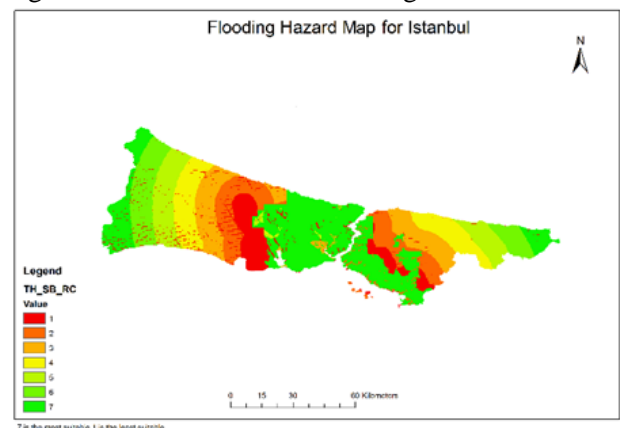 Flooding Hazard Map for Istanbul
N
Legend
TH_SB_RC
Value
1
2
3
4
5
6
7
0 15 30 60 Kilometers
7 is the most suitable, 1 is the least suitable